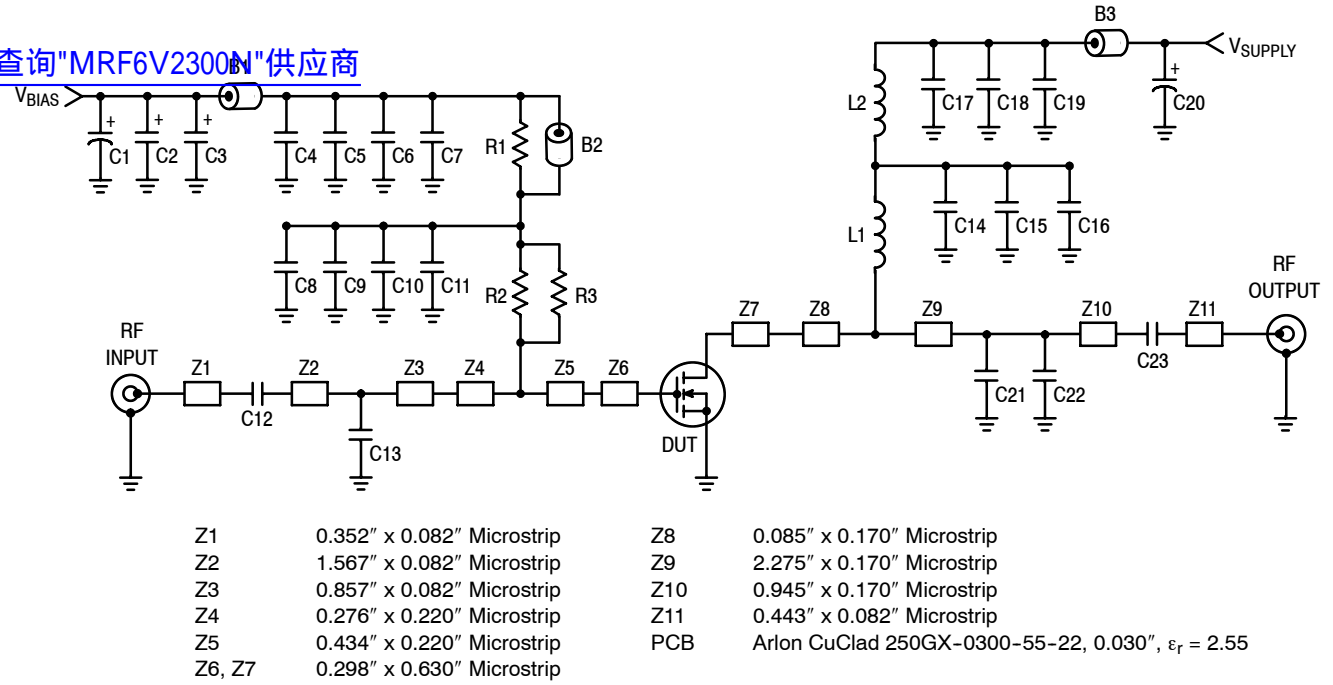 B3
查询"MRF6V2300N"供应商
B1
VSUPPLY
VBIAS
+
+
+
+
C1
C2
C3
C4
C5
C6
C7
R1
B2
L2
C17
C18
C19
C20
C8
C9
C10
C11
R2
R3
L1
C14
C15
C16
RF
INPUT
Z1
Z2
Z3
Z4
Z5
Z6
Z7
Z8
Z9
Z10
Z11
RF
OUTPUT
C12
C13
DUT
C21
C22
C23
Z1 0.352″ x 0.082″ Microstrip
Z2 1.567″ x 0.082″ Microstrip
Z3 0.857″ x 0.082″ Microstrip
Z4 0.276″ x 0.220″ Microstrip
Z5 0.434″ x 0.220″ Microstrip
Z6, Z7 0.298″ x 0.630″ Microstrip
Z8 0.085″ x 0.170″ Microstrip
Z9 2.275″ x 0.170″ Microstrip
Z10 0.945″ x 0.170″ Microstrip
Z11 0.443″ x 0.082″ Microstrip
PCB Arlon CuClad 250GX-0300-55-22, 0.030″, εr = 2.55